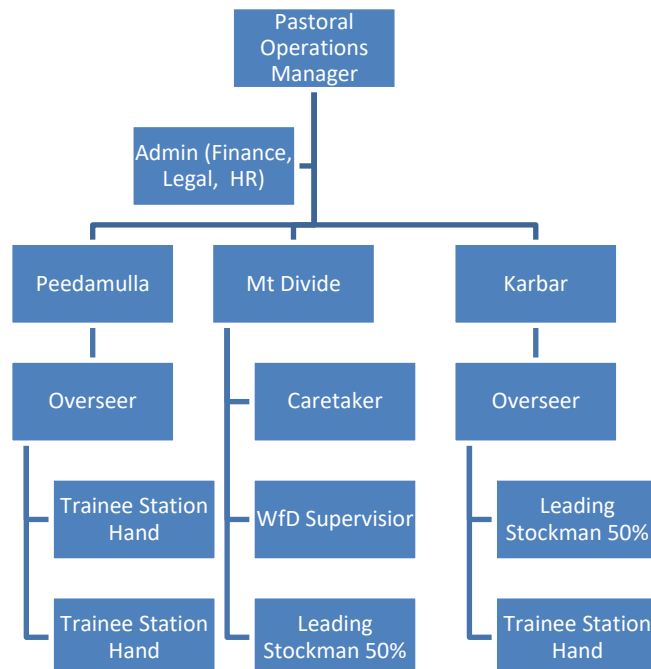 Pastoral
Operations
Manager
Admin (Finance,
Legal,  HR)
Peedamulla
Mt Divide
Karbar
Overseer
Caretaker
Overseer
Trainee Station
Hand
WfD Supervisior
Leading
Stockman 50%
Trainee Station
Hand
Leading
Stockman 50%
Trainee Station
Hand